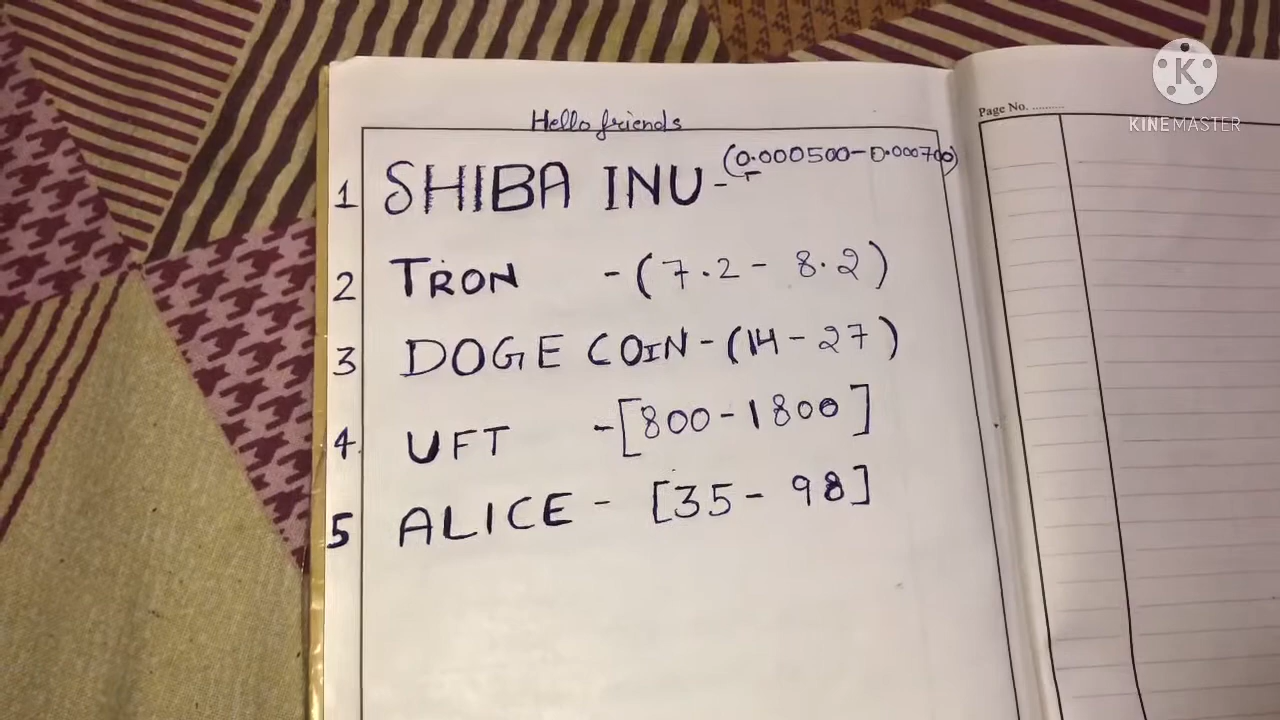 Hello friends
1 SHIBA INU - (0.000500-0.000700)
2 TRON - (7.2 - 8.2)
3 DOGE COIN - (14 - 27)
4 UFT - [800 - 1800]
5 ALICE - [35 - 98]
Page No. ..........
K
KINEMASTER